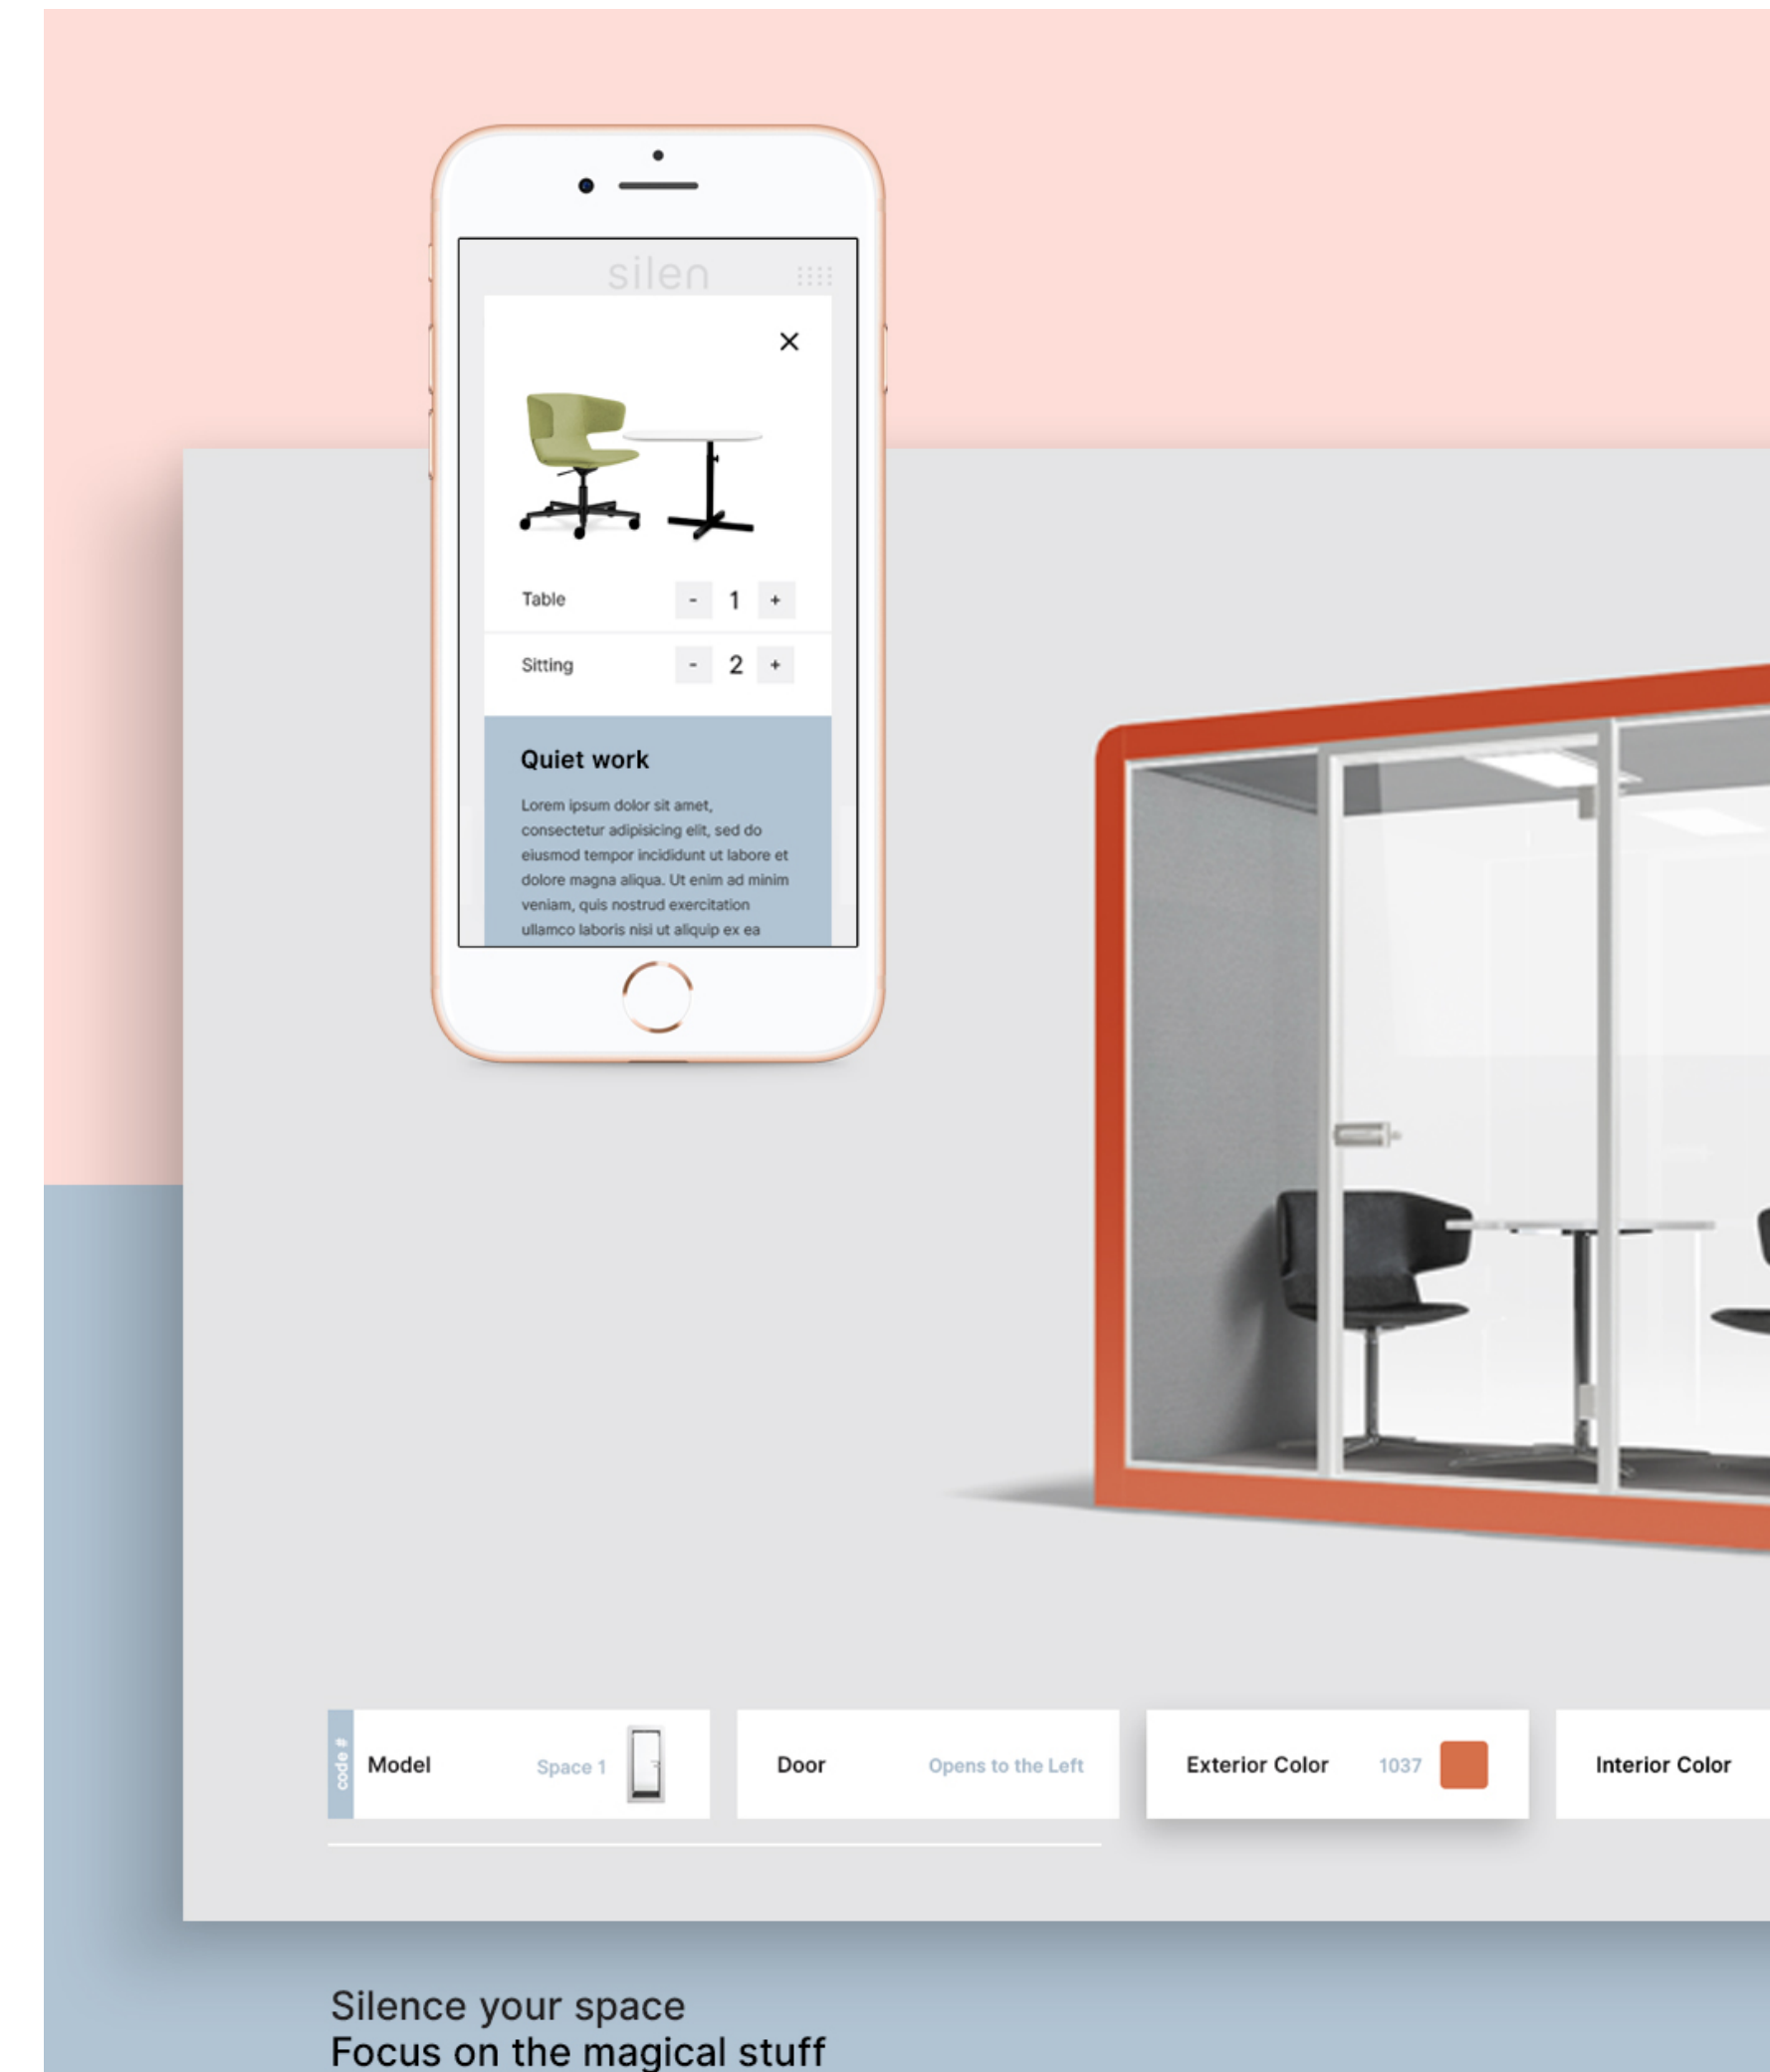 silen
Table - 1 +
Sitting - 2 +
Quiet work
Lorem ipsum dolor sit amet,
consectetur adipisicing elit, sed do
eiusmod tempor incididunt ut labore et
dolore magna aliqua. Ut enim ad minim
veniam, quis nostrud exercitation
ullamco laboris nisi ut aliquip ex ea
code #
Model Space 1
Door Opens to the Left
Exterior Color 1037
Interior Color
Silence your space
Focus on the magical stuff